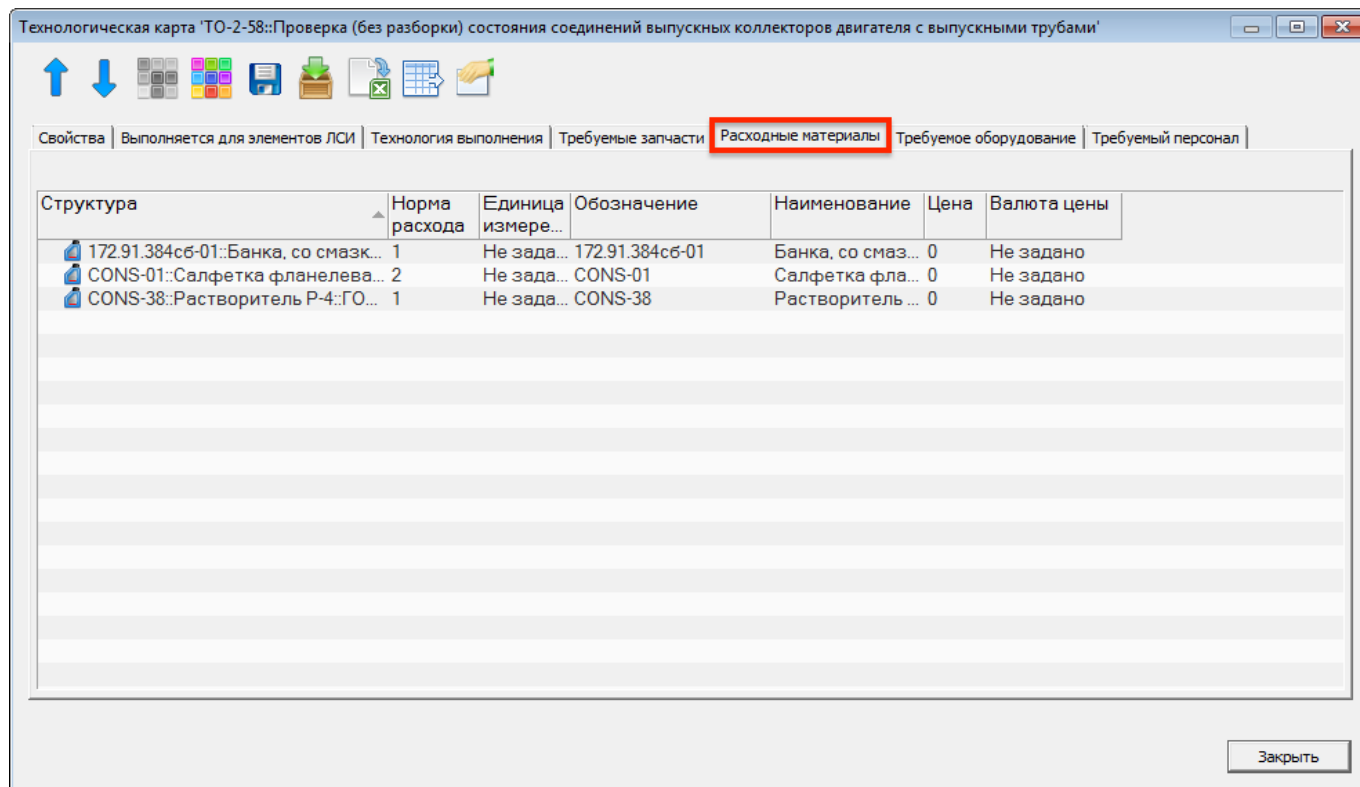 Технологическая карта 'ТО-2-58::Проверка (без разборки) состояния соединений выпускных коллекторов двигателя с выпускными трубами'
Свойства Выполняется для элементов ЛСИ Технология выполнения Требуемые запчасти Расходные материалы Требуемое оборудование Требуемый персонал
Структура Норма расхода Единица измере... Обозначение Наименование Цена Валюта цены
172.91.384сб-01::Банка, со смазк... 1 Не зада... 172.91.384сб-01 Банка, со смаз... 0 Не задано
CONS-01::Салфетка фланелева... 2 Не зада... CONS-01 Салфетка фла... 0 Не задано
CONS-38::Растворитель Р-4::ГО... 1 Не зада... CONS-38 Растворитель ... 0 Не задано
Закрыть